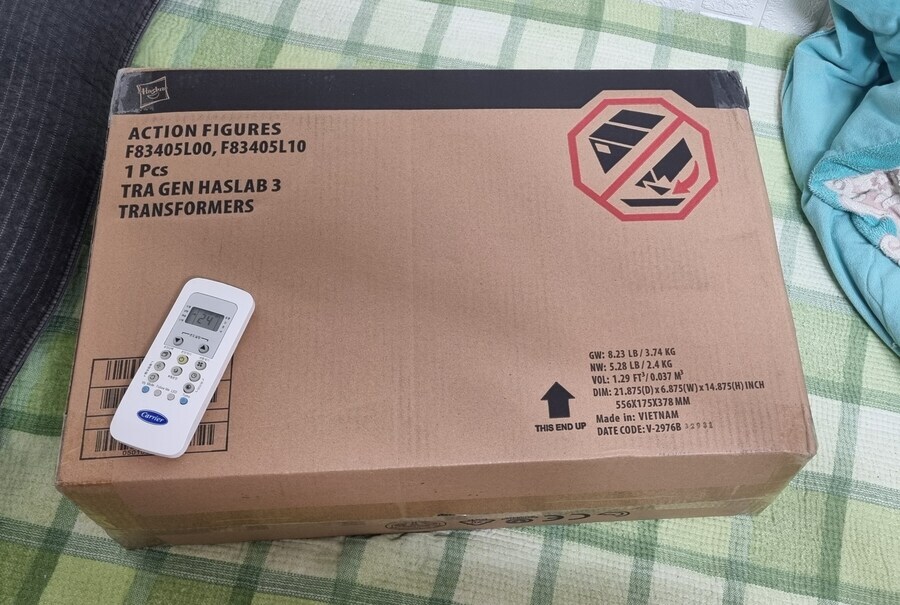 Hasbro
ACTION FIGURES
F83405L00, F83405L10
1 Pcs
TRA GEN HASLAB 3
TRANSFORMERS
24
Carrier
THIS END UP
GW: 8.23 LB / 3.74 KG
NW: 5.28 LB / 2.4 KG
VOL: 1.29 FT³/ 0.037 M³
DIM: 21.875(D) x 6.875(W) x 14.875(H) INCH
556X175X378 MM
Made in: VIETNAM
DATE CODE: V-2976B